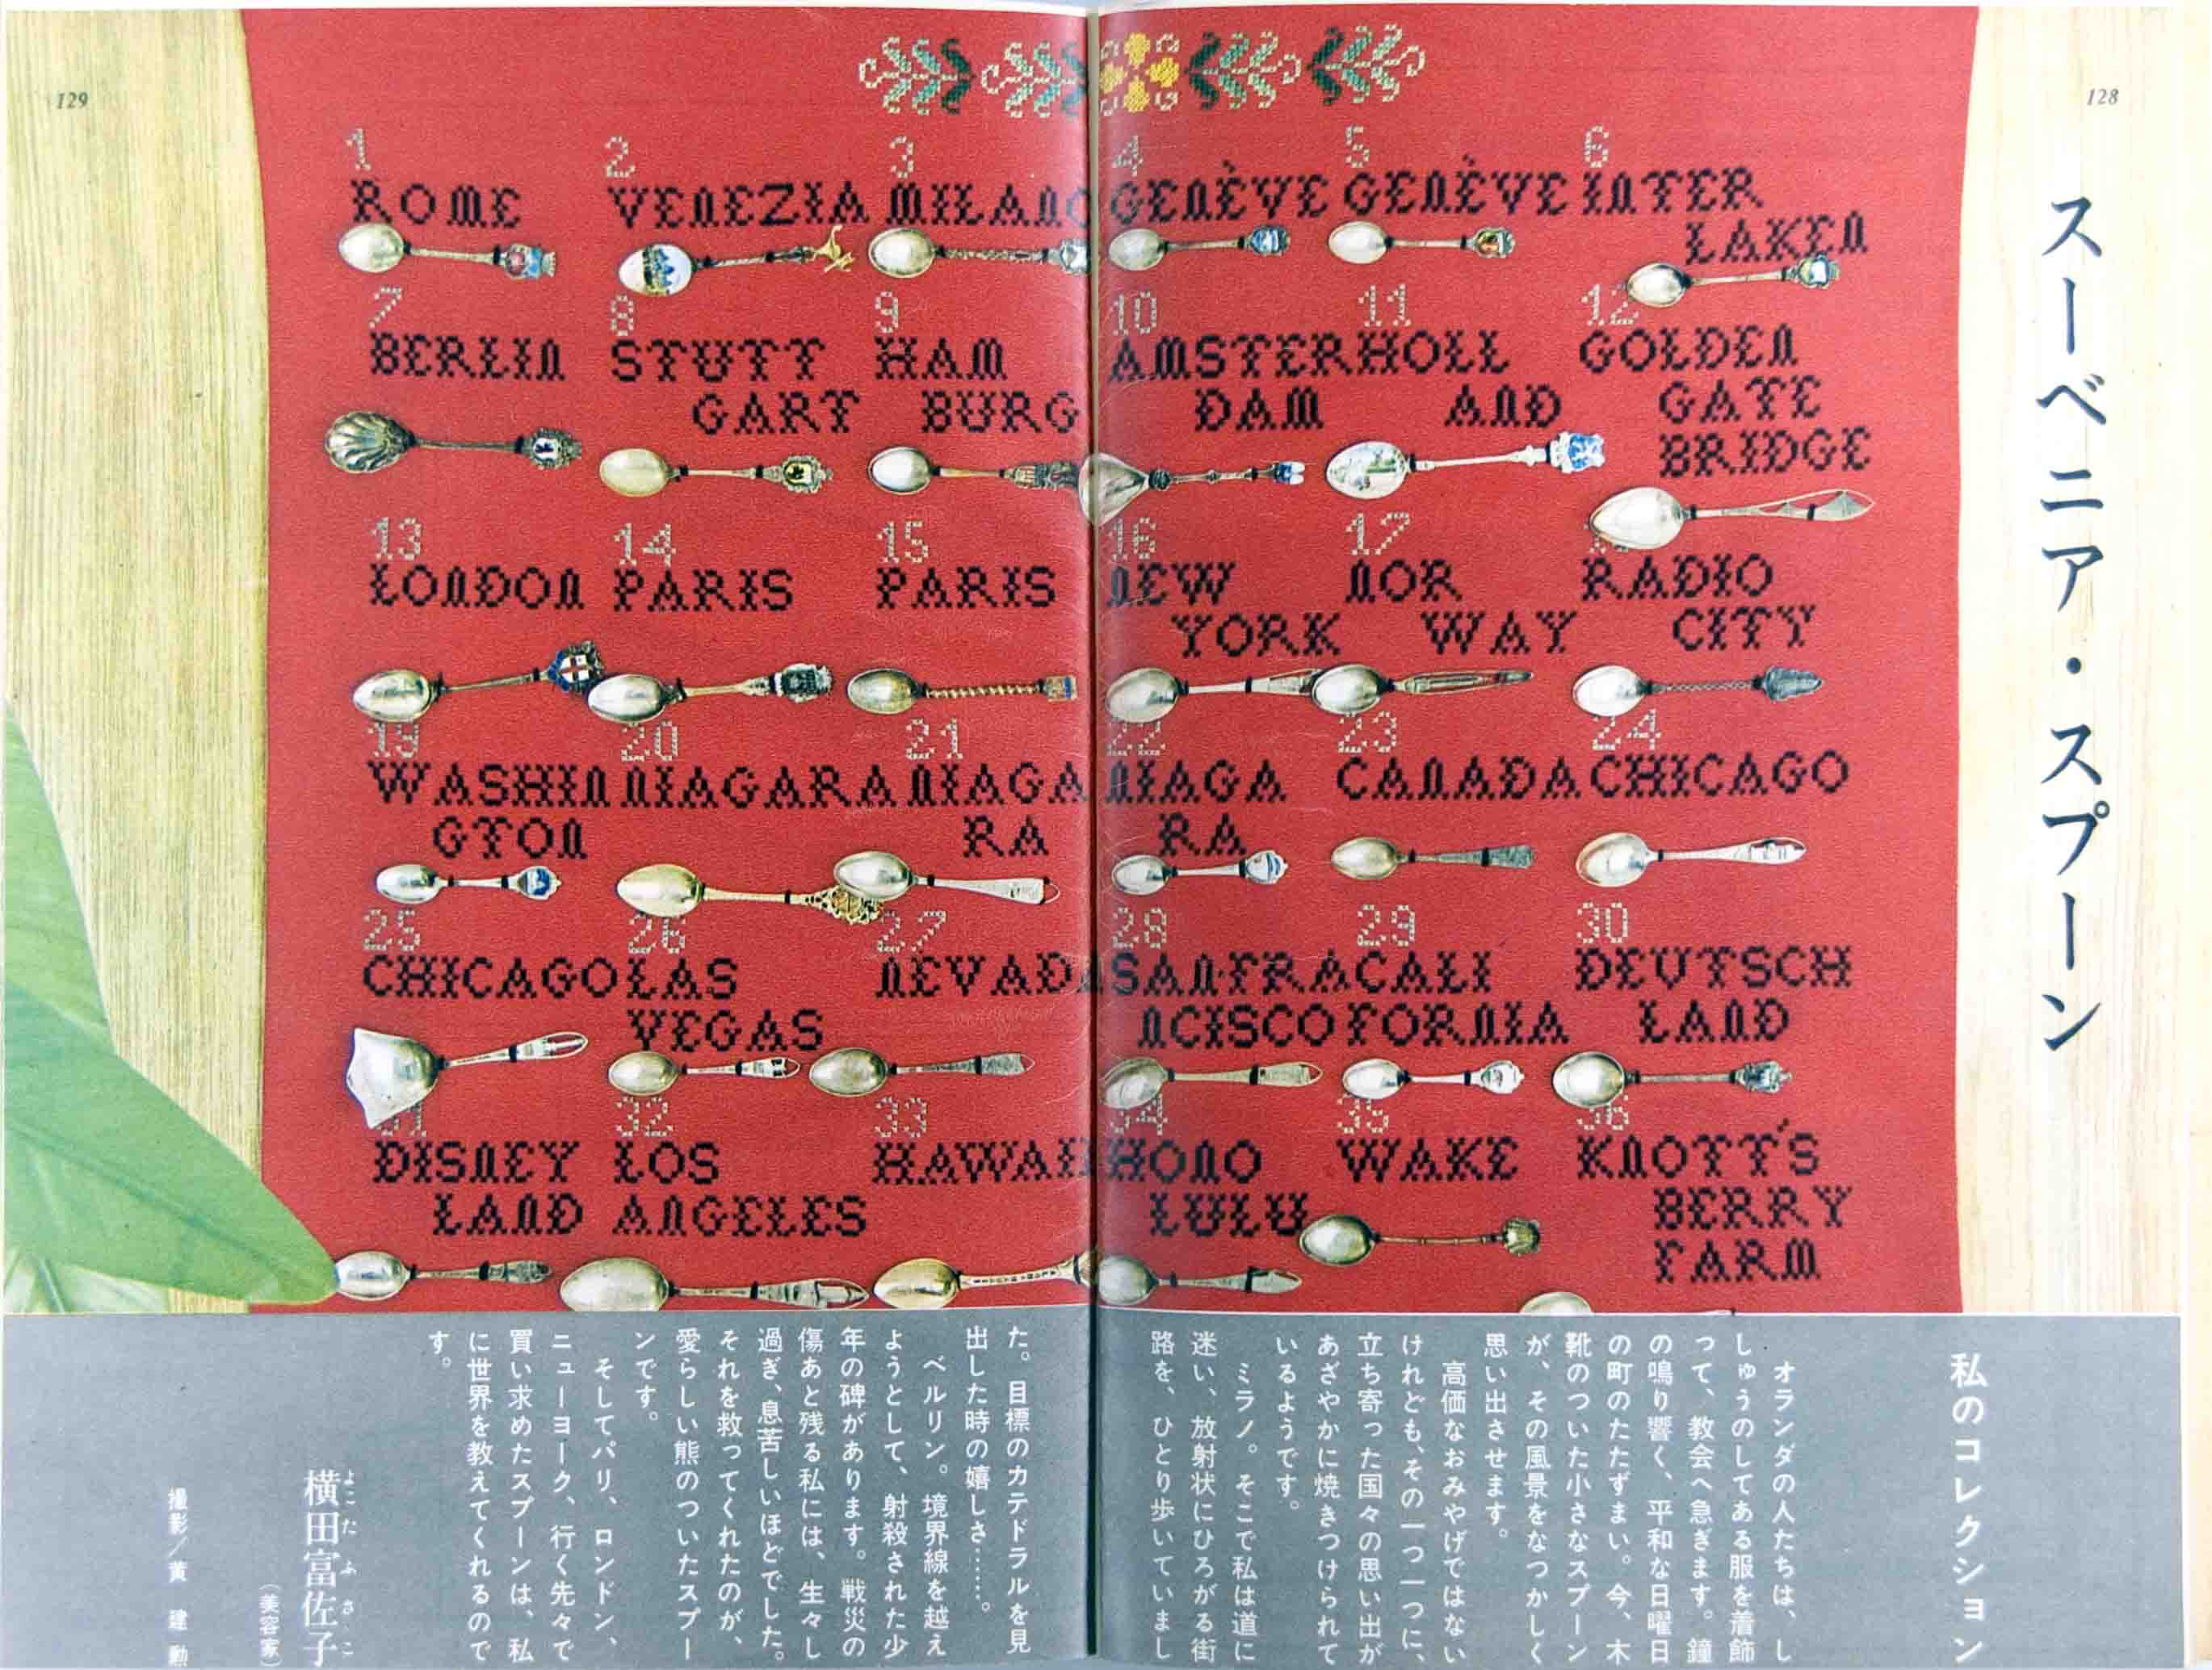 128
スーベニア・スプーン
129
1
ROME
2
VENEZIA
3
MILANO
4
GENÈVE
5
GENÈVE
6
INTER
LAKEN
7
BERLIN
8
STUTT
GART
9
HAM
BURG
10
AMSTER
DAM
11
HOLL
AND
12
GOLDEN
GATE
BRIDGE
13
LONDON
14
PARIS
15
PARIS
16
NEW
YORK
17
NOR
WAY
RADIO
CITY
19
WASHIN
GTON
20
NIAGARA
21
NIAGA
RA
22
NIAGA
RA
23
CANADA
24
CHICAGO
25
CHICAGO
26
LAS
VEGAS
27
NEVADA
28
SAN·FRA
NCISCO
29
CALI
FORNIA
30
DEUTSCH
LAND
31
DISNEY
LAND
32
LOS
ANGELES
33
HAWAII
34
HONO
LULU
35
WAKE
36
KNOTT'S
BERRY
FARM
私のコレクション
オランダの人たちは、し
しゅうのしてある服を着飾
って、教会へ急ぎます。鐘
の鳴り響く、平和な日曜日
の町のたたずまい。今、木
靴のついた小さなスプーン
が、その風景をなつかしく
思い出させます。
高価なおみやげではない
けれども、その一つ一つに、
立ち寄った国々の思い出が
あざやかに焼きつけられて
いるようです。
ミラノ。そこで私は道に
迷い、放射状にひろがる街
路を、ひとり歩いていまし
た。目標のカテドラルを見
出した時の嬉しさ……。
ベルリン。境界線を越え
ようとして、射殺された少
年の碑があります。戦災の
傷あと残る私には、生々し
過ぎ、息苦しいほどでした。
それを救ってくれたのが、
愛らしい熊のついたスプー
ンです。
そしてパリ、ロンドン、
ニューヨーク、行く先々で
買い求めたスプーンは、私
に世界を教えてくれるので
す。
横田富佐子
よこた ふさこ
（美容家）
撮影／黄 建勲